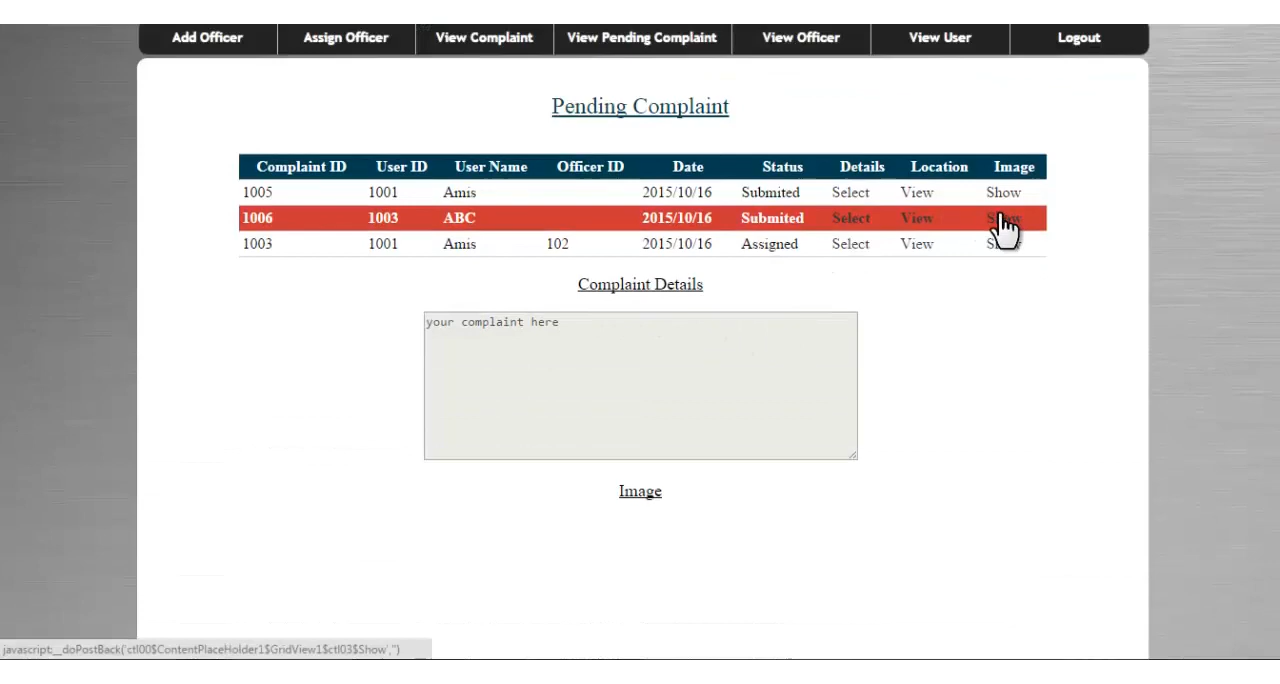 Add Officer Assign Officer View Complaint View Pending Complaint View Officer View User Logout
Pending Complaint
Complaint ID User ID User Name Officer ID Date Status Details Location Image
1005 1001 Amis 2015/10/16 Submited Select View Show
1006 1003 ABC 2015/10/16 Submited Select View
1003 1001 Amis 102 2015/10/16 Assigned Select View
Complaint Details
your complaint here
Image
javascript:__doPostBack('ctl00$ContentPlaceHolder1$GridView1$ctl03$Show','')